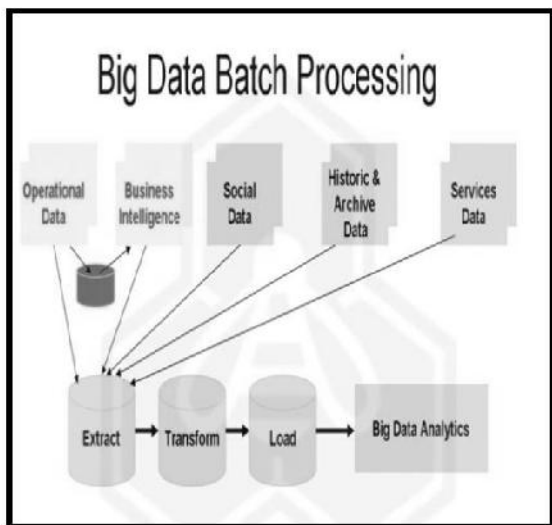 Big Data Batch Processing
Operational
Data
Business
Intelligence
Social
Data
Historic &
Archive
Data
Services
Data
Extract
Transform
Load
Big Data Analytics